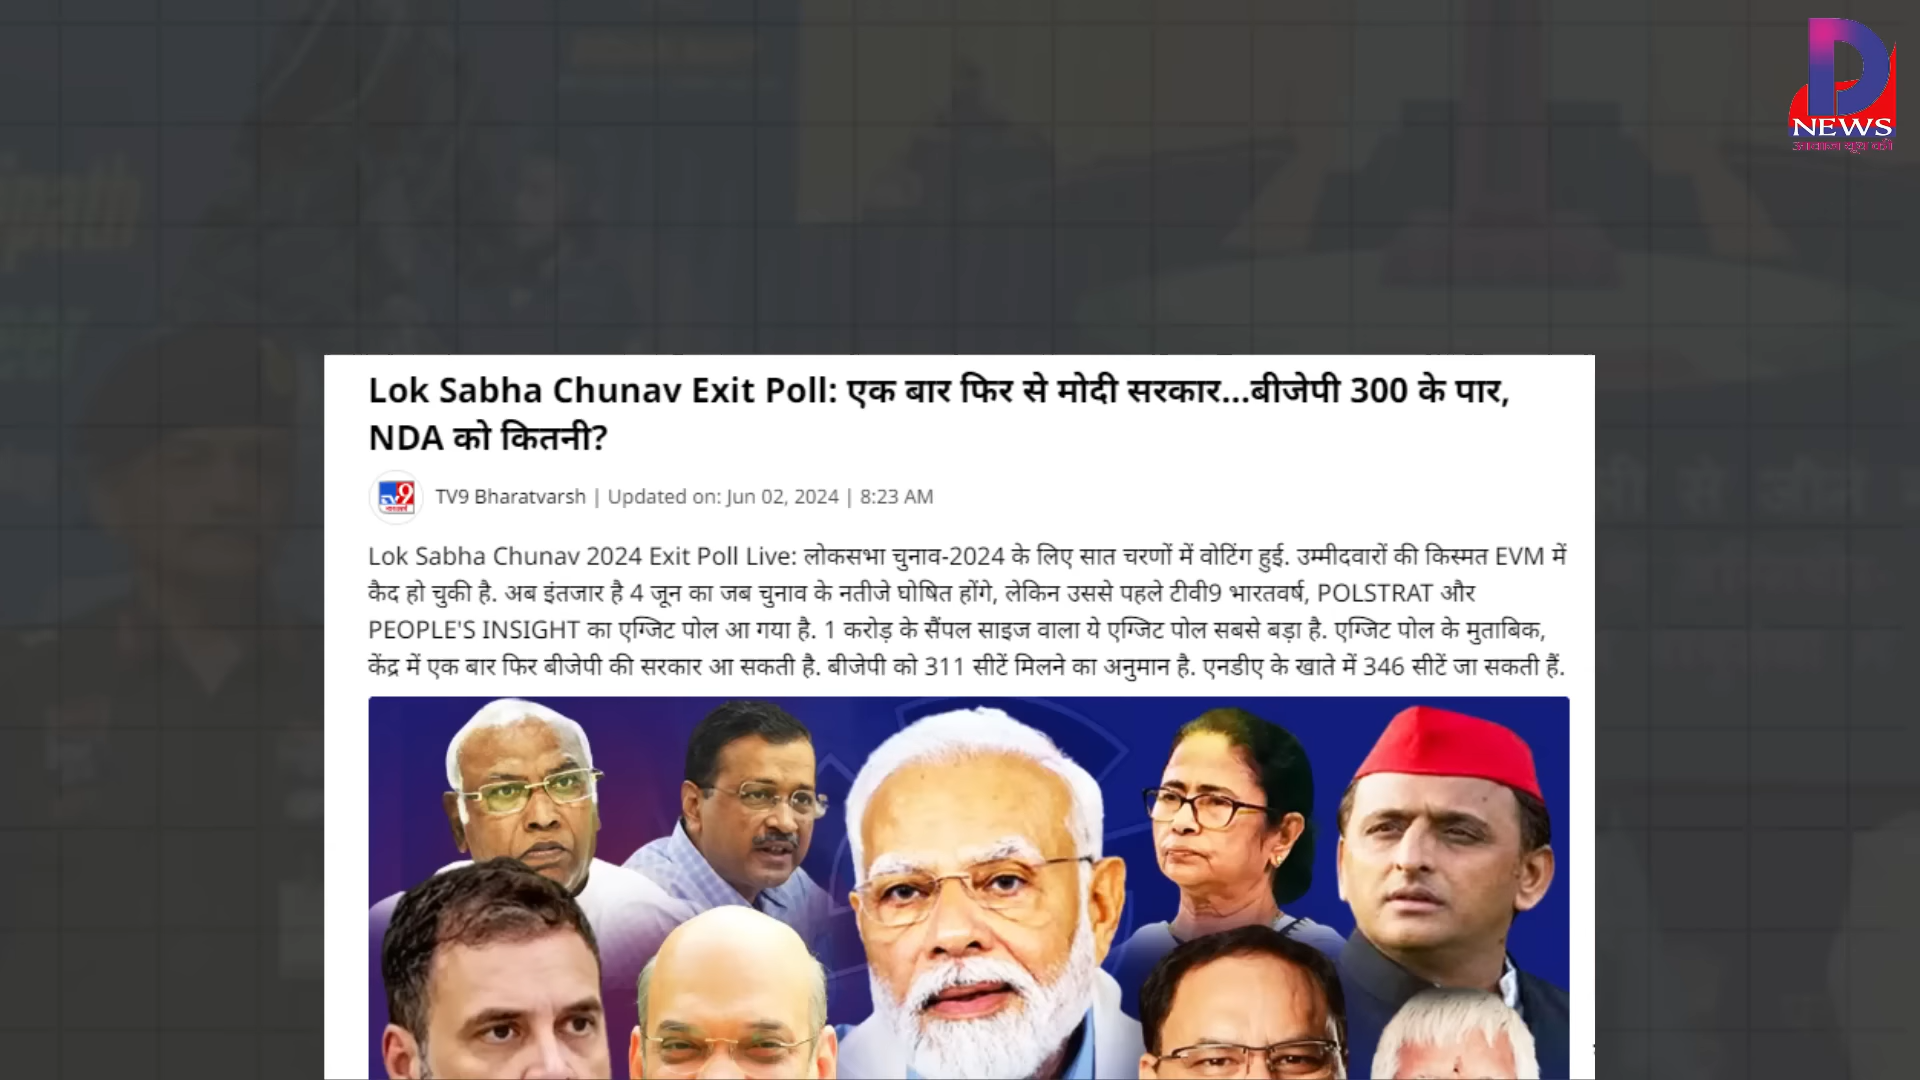 NEWS
Lok Sabha Chunav Exit Poll: एक बार फिर से मोदी सरकार...बीजेपी 300 के पार,
NDA को कितनी?
TV9 Bharatvarsh | Updated on: Jun 02, 2024 | 8:23 AM
Lok Sabha Chunav 2024 Exit Poll Live: लोकसभा चुनाव-2024 के लिए सात चरणों में वोटिंग हुई. उम्मीदवारों की किस्मत EVM में
कैद हो चुकी है. अब इंतजार है 4 जून का जब चुनाव के नतीजे घोषित होंगे, लेकिन उससे पहले टीवी9 भारतवर्ष, POLSTRAT और
PEOPLE'S INSIGHT का एग्जिट पोल आ गया है. 1 करोड़ के सैंपल साइज वाला ये एग्जिट पोल सबसे बड़ा है. एग्जिट पोल के मुताबिक,
केंद्र में एक बार फिर बीजेपी की सरकार आ सकती है. बीजेपी को 311 सीटें मिलने का अनुमान है. एनडीए के खाते में 346 सीटें जा सकती हैं.